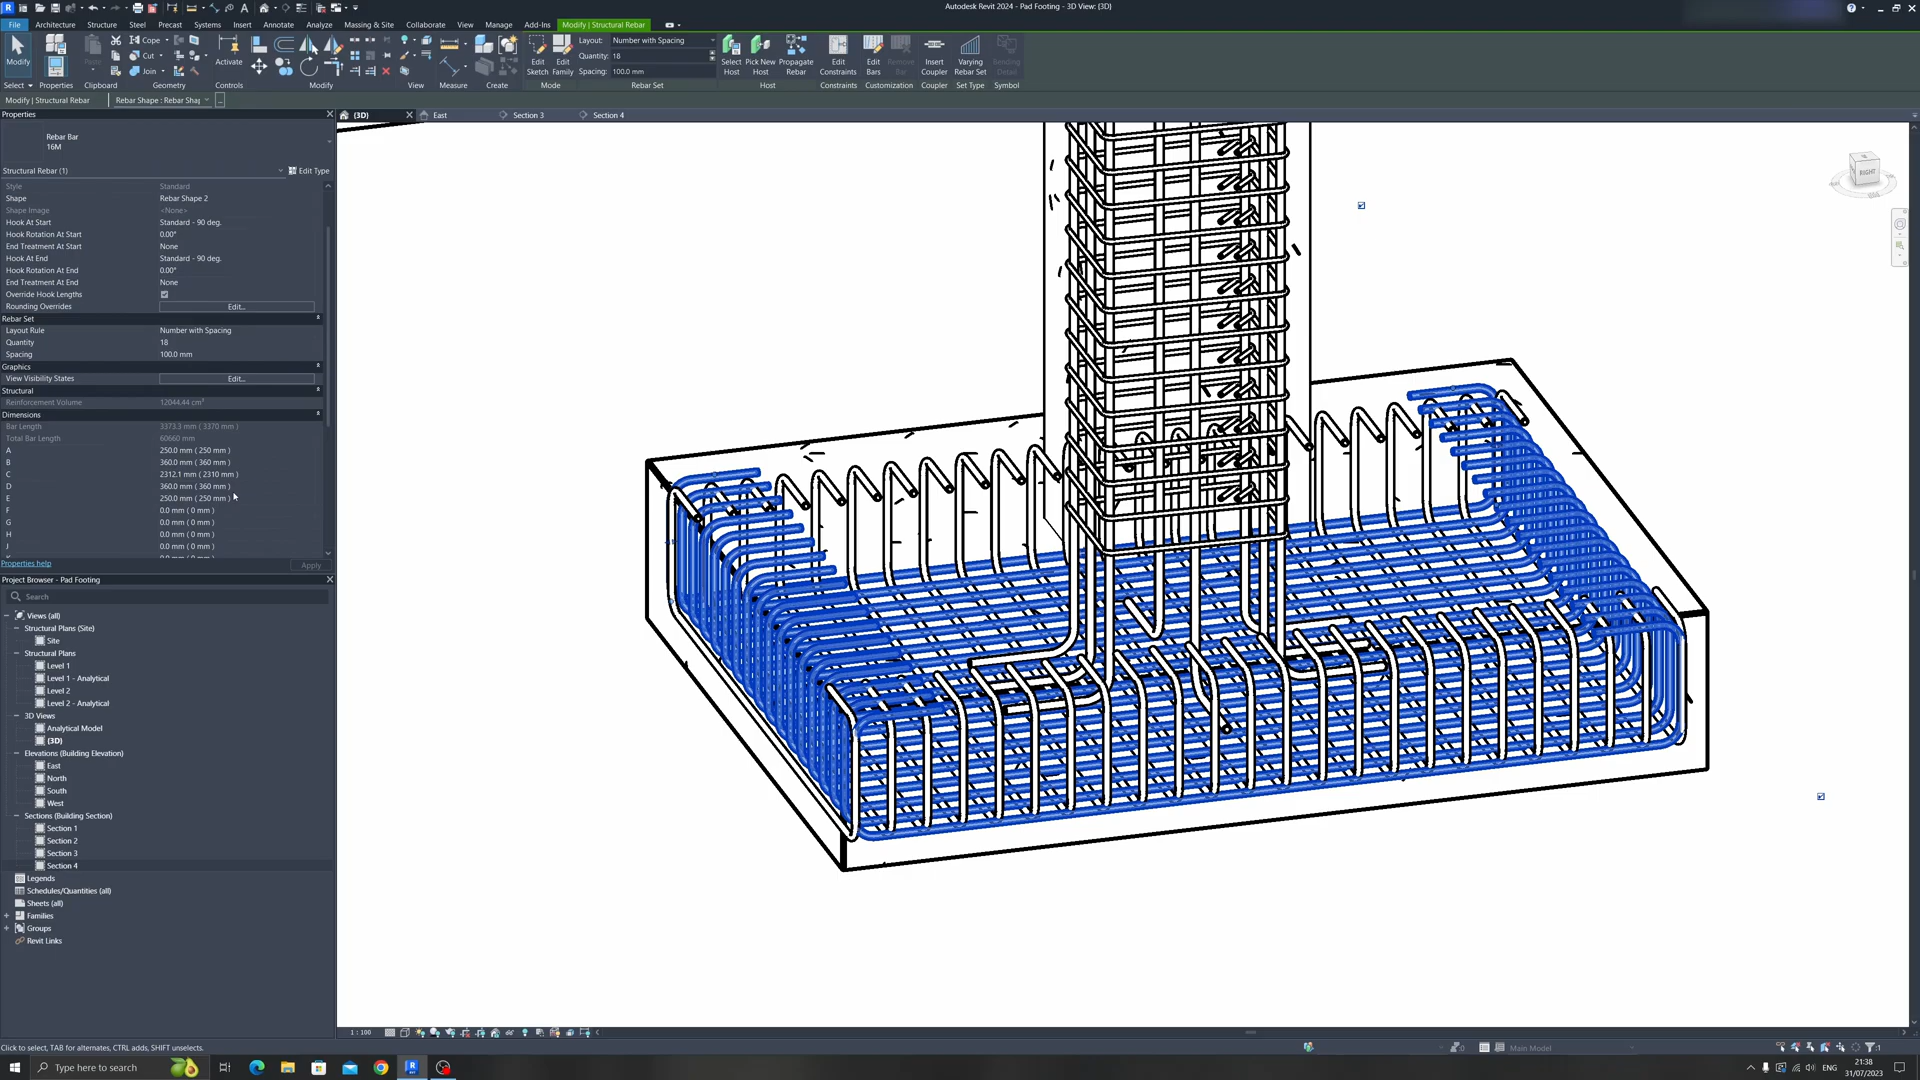 Autodesk Revit 2024 - Pad Footing - 3D View: {3D}
File Architecture Structure Steel Precast Systems Insert Annotate Analyze Massing & Site Collaborate View Manage Add-Ins Modify | Structural Rebar
Cope Layout: Number with Spacing
Cut Quantity: 18
Join Spacing: 100.0 mm
Modify Activate Edit Sketch Edit Family Select Host Pick New Host Propagate Rebar Edit Constraints Edit Bars Remove Bar Insert Coupler Varying Rebar Set Bending Detail
Select Properties Clipboard Geometry Controls Modify View Measure Create Mode Rebar Set Host Constraints Customization Coupler Set Type Symbol
Modify | Structural Rebar Rebar Shape : Rebar Shap ...
Properties
{3D} East Section 3 Section 4
Rebar Bar
16M
Structural Rebar (1) Edit Type
Style Standard
Shape Rebar Shape 2
Shape Image <None>
Hook At Start Standard - 90 deg.
Hook Rotation At Start 0.00°
End Treatment At Start None
Hook At End Standard - 90 deg.
Hook Rotation At End 0.00°
End Treatment At End None
Override Hook Lengths
Rounding Overrides Edit...
Rebar Set
Layout Rule Number with Spacing
Quantity 18
Spacing 100.0 mm
Graphics
View Visibility States Edit...
Structural
Reinforcement Volume 12044.44 cm³
Dimensions
Bar Length 3373.3 mm ( 3370 mm )
Total Bar Length 60660 mm
A 250.0 mm ( 250 mm )
B 360.0 mm ( 360 mm )
C 2312.1 mm ( 2310 mm )
D 360.0 mm ( 360 mm )
E 250.0 mm ( 250 mm )
F 0.0 mm ( 0 mm )
G 0.0 mm ( 0 mm )
H 0.0 mm ( 0 mm )
J 0.0 mm ( 0 mm )
Properties help Apply
Project Browser - Pad Footing
Search
Views (all)
Structural Plans (Site)
Site
Structural Plans
Level 1
Level 1 - Analytical
Level 2
Level 2 - Analytical
3D Views
Analytical Model
{3D}
Elevations (Building Elevation)
East
North
South
West
Sections (Building Section)
Section 1
Section 2
Section 3
Section 4
Legends
Schedules/Quantities (all)
Sheets (all)
Families
Groups
Revit Links
RIGHT
1 : 100
Click to select, TAB for alternates, CTRL adds, SHIFT unselects.
:0 Main Model :1
Type here to search
ENG
21:38
31/07/2023